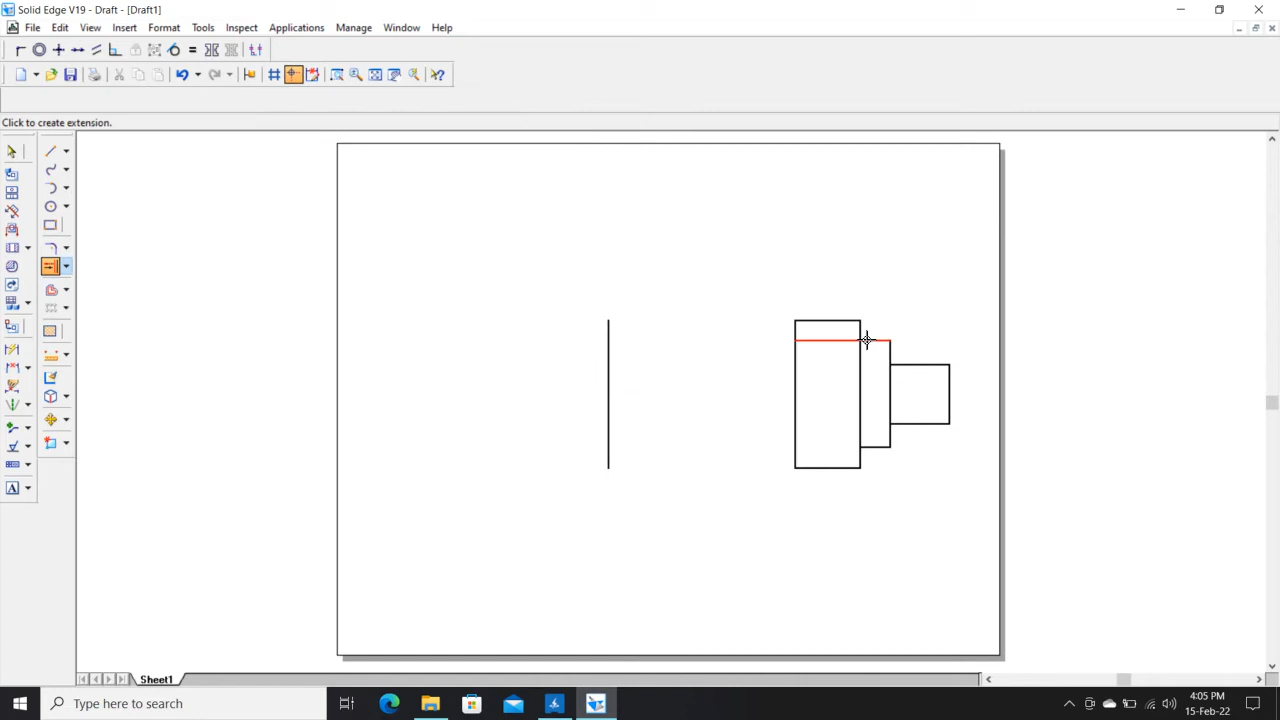 Solid Edge V19 - Draft - [Draft1]
File Edit View Insert Format Tools Inspect Applications Manage Window Help
Click to create extension.
A
Sheet1
Type here to search
4:05 PM
15-Feb-22